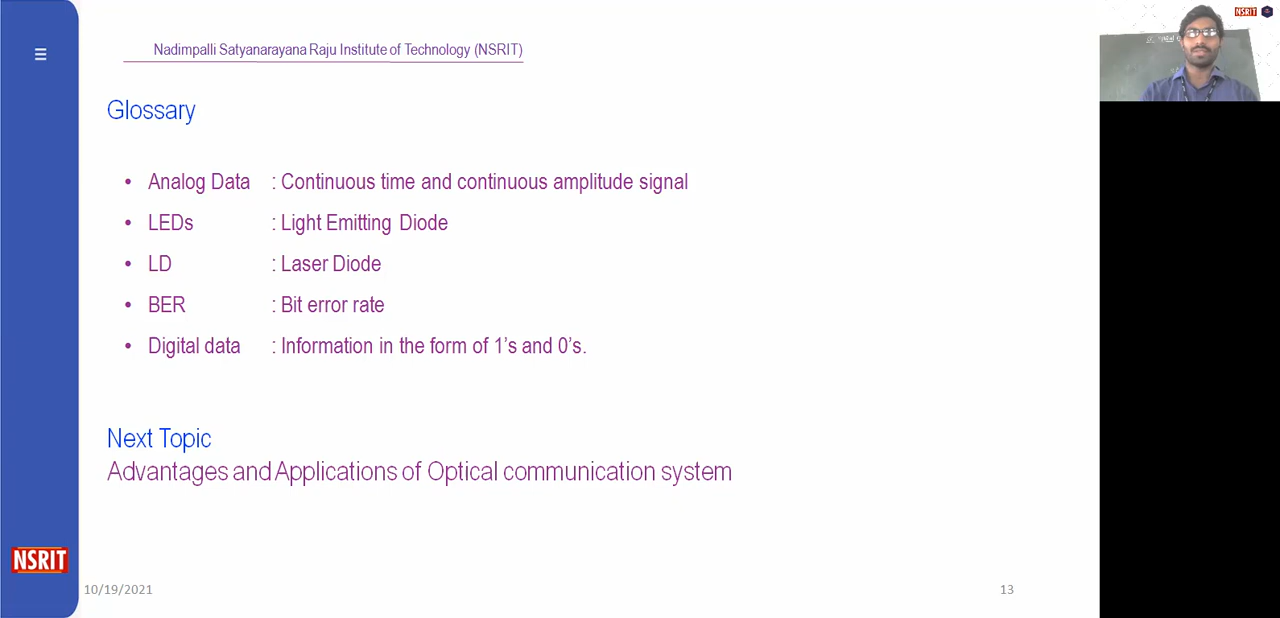 NSRIT
Nadimpalli Satyanarayana Raju Institute of Technology (NSRIT)
Glossary
• Analog Data : Continuous time and continuous amplitude signal
• LEDs : Light Emitting Diode
• LD : Laser Diode
• BER : Bit error rate
• Digital data : Information in the form of 1’s and 0’s.
Next Topic
Advantages and Applications of Optical communication system
NSRIT
10/19/2021
13